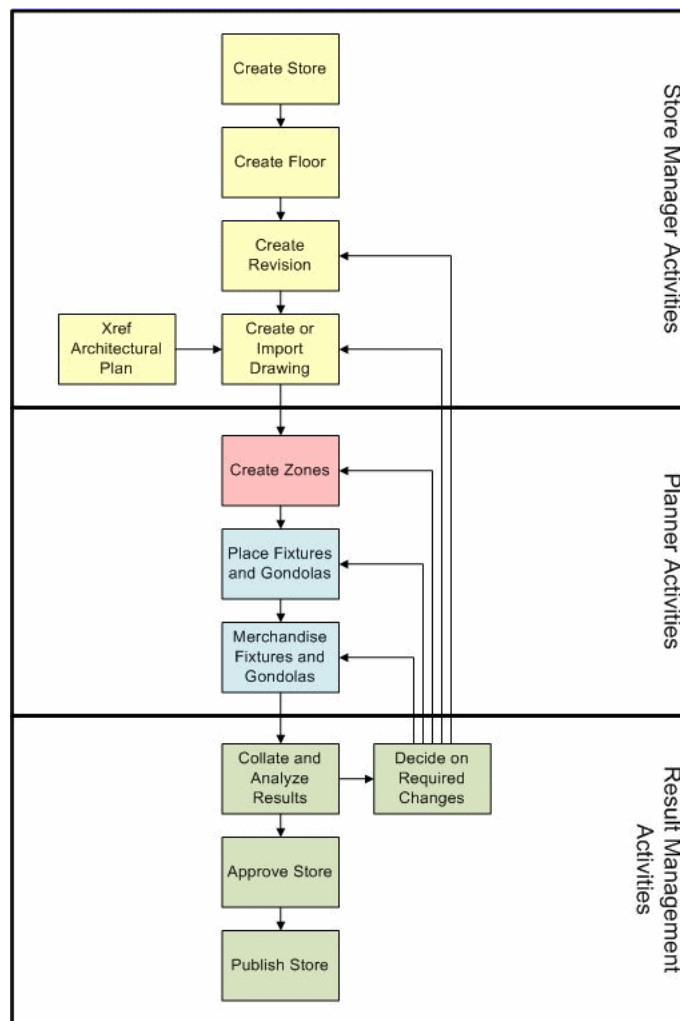 Create Store
Create Floor
Create
Revision
Xref
Architectural
Plan
Create or
Import
Drawing
Store Manager Activities
Create Zones
Place Fixtures
and Gondolas
Merchandise
Fixtures and
Gondolas
Planner Activities
Collate and
Analyze
Results
Decide on
Required
Changes
Approve Store
Publish Store
Result Management
Activities